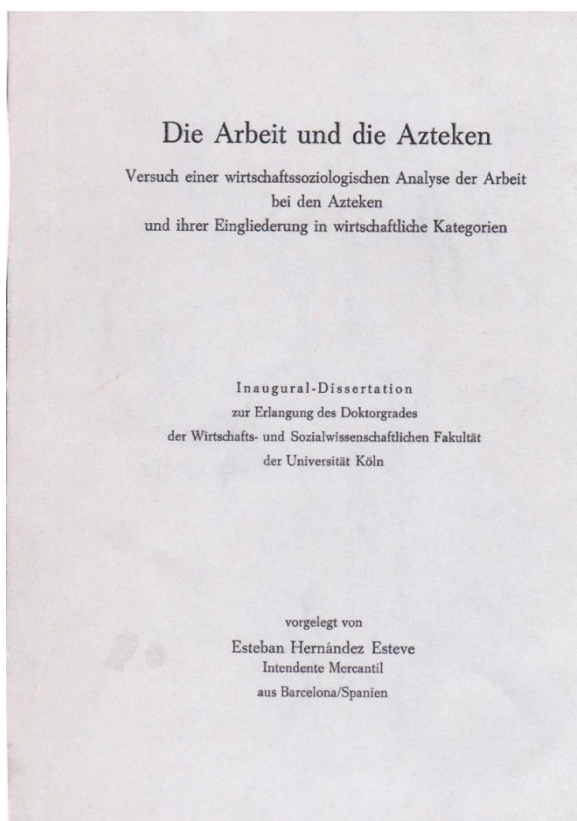 Die Arbeit und die Azteken
Versuch einer wirtschaftssoziologischen Analyse der Arbeit
bei den Azteken
und ihrer Eingliederung in wirtschaftliche Kategorien
Inaugural-Dissertation
zur Erlangung des Doktorgrades
der Wirtschafts- und Sozialwissenschaftlichen Fakultät
der Universität Köln
vorgelegt von
Esteban Hernández Esteve
Intendente Mercantil
aus Barcelona/Spanien